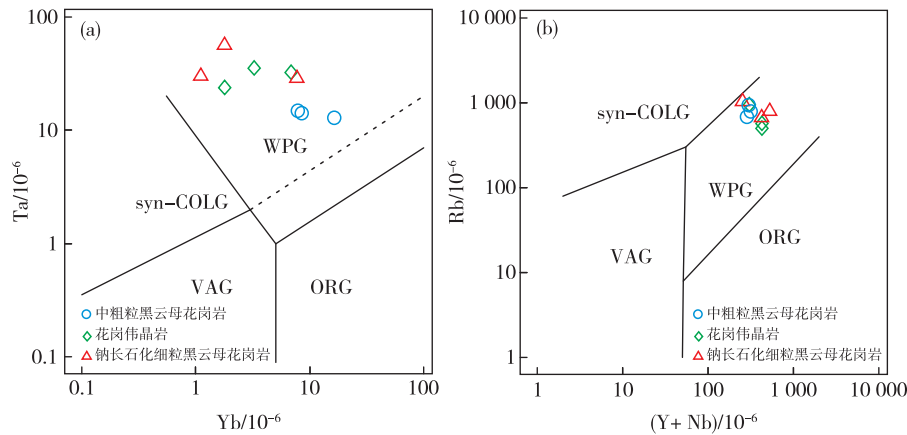 (a)
100
10
1
0.1
Ta/10⁻⁶
WPG
syn-COLG
VAG
ORG
中粗粒黑云母花岗岩
花岗伟晶岩
钠长石化细粒黑云母花岗岩
0.1
1
10
100
Yb/10⁻⁶
(b)
10 000
1 000
100
10
1
Rb/10⁻⁶
syn-COLG
WPG
VAG
ORG
中粗粒黑云母花岗岩
花岗伟晶岩
钠长石化细粒黑云母花岗岩
1
10
100
1 000
10 000
(Y+ Nb)/10⁻⁶